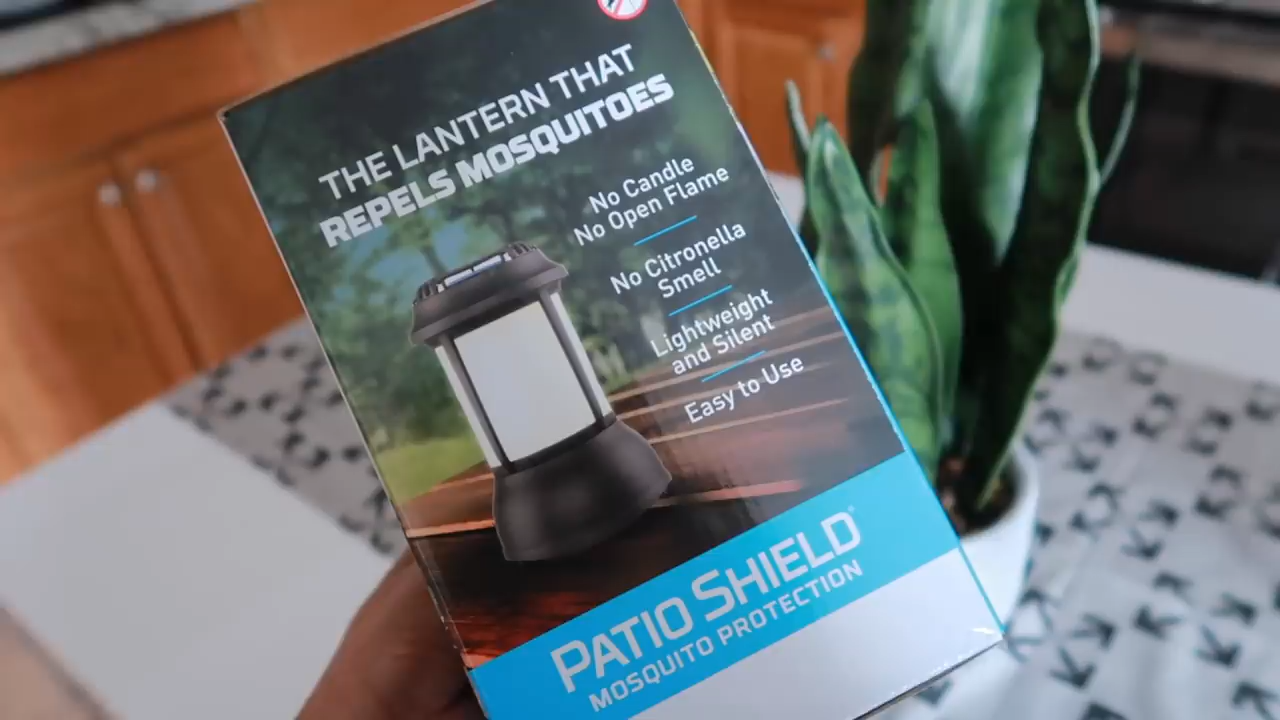 THE LANTERN THAT
REPELS MOSQUITOES
No Candle
No Open Flame
No Citronella
Smell
Lightweight
and Silent
Easy to Use
PATIO SHIELD®
MOSQUITO PROTECTION